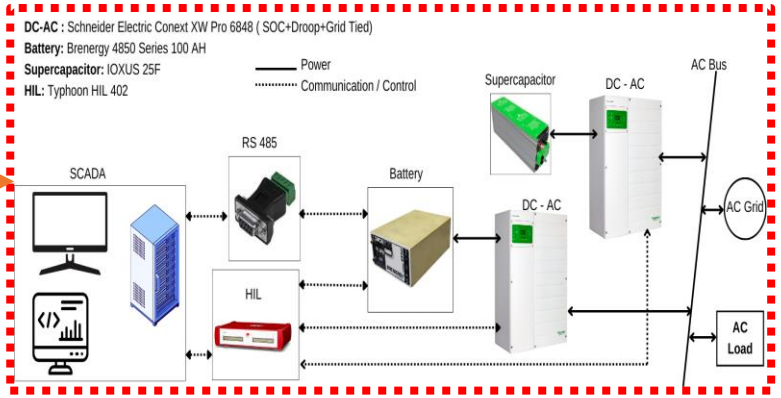 DC-AC : Schneider Electric Conext XW Pro 6848 ( SOC+Droop+Grid Tied)
Battery: Brenergy 4850 Series 100 AH
Supercapacitor: IOXUS 25F
HIL: Typhoon HIL 402
Power
Communication / Control
Supercapacitor
DC - AC
AC Bus
RS 485
SCADA
Battery
DC - AC
AC Grid
HIL
AC
Load